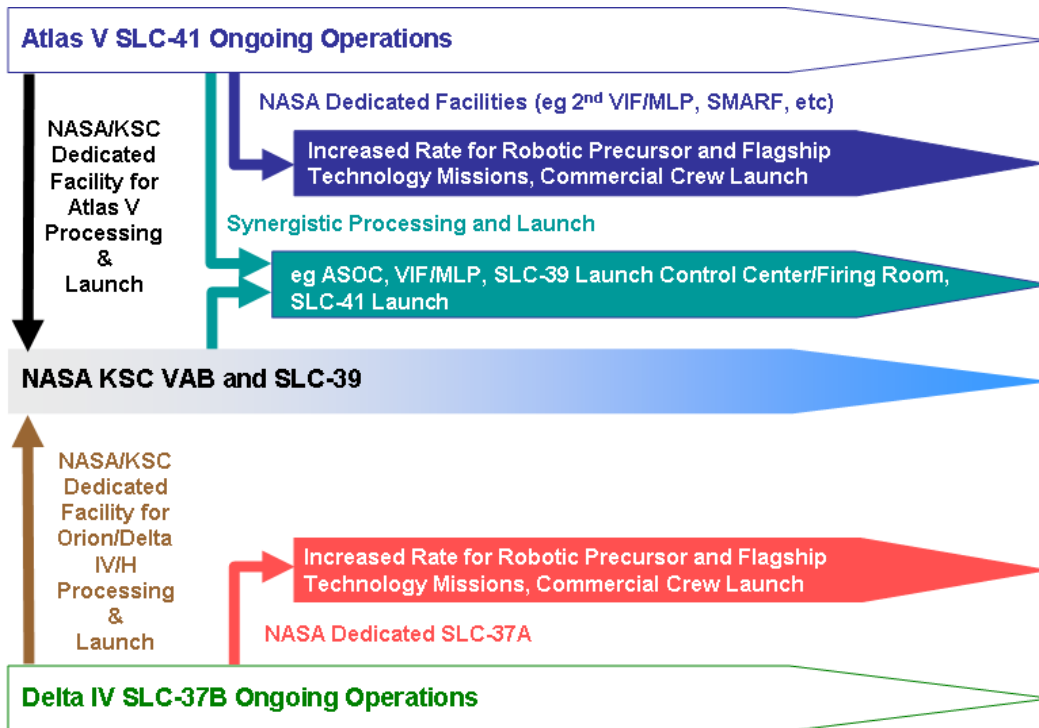 Atlas V SLC-41 Ongoing Operations
NASA/KSC
Dedicated
Facility for
Atlas V
Processing
&
Launch
NASA Dedicated Facilities (eg 2nd VIF/MLP, SMARF, etc)
Increased Rate for Robotic Precursor and Flagship
Technology Missions, Commercial Crew Launch
Synergistic Processing and Launch
eg ASOC, VIF/MLP, SLC-39 Launch Control Center/Firing Room,
SLC-41 Launch
NASA KSC VAB and SLC-39
NASA/KSC
Dedicated
Facility for
Orion/Delta
IV/H
Processing
&
Launch
Increased Rate for Robotic Precursor and Flagship
Technology Missions, Commercial Crew Launch
NASA Dedicated SLC-37A
Delta IV SLC-37B Ongoing Operations